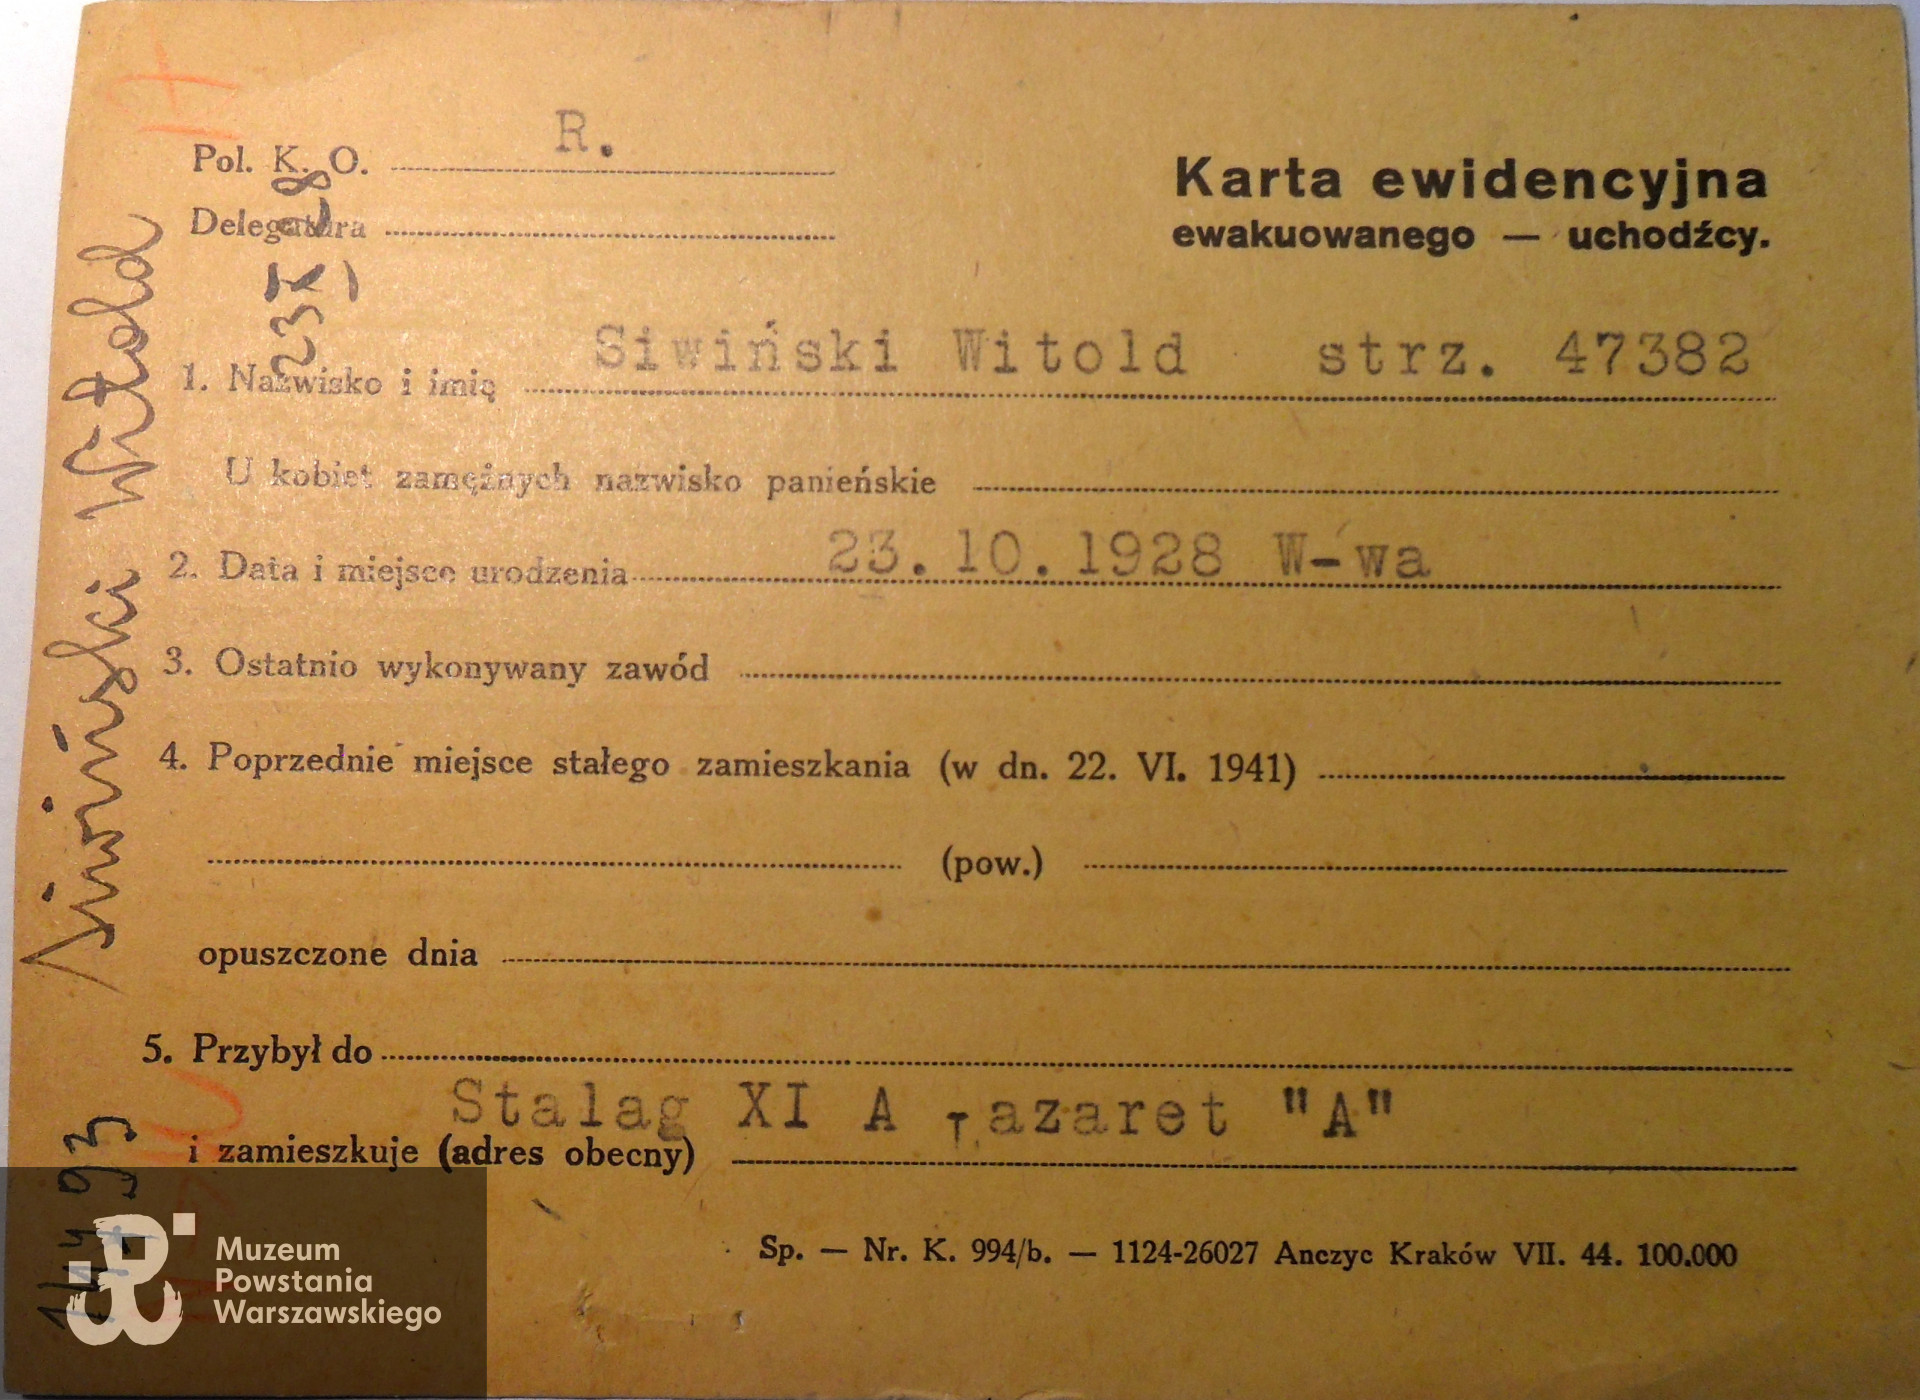 Pol. K. O. R.
Delegatura
Karta ewidencyjna
ewakuowanego — uchodźcy.
1. Nazwisko i imię Siwiński Witold strz. 47382
U kobiet zamężnych nazwisko panieńskie
2. Data i miejsce urodzenia 23.10.1928 W-wa
3. Ostatnio wykonywany zawód
4. Poprzednie miejsce stałego zamieszkania (w dn. 22. VI. 1941)
(pow.)
opuszczone dnia
5. Przybył do
Stalag XI A Lazaret "A"
i zamieszkuje (adres obecny)
Sp. — Nr. K. 994/b. — 1124-26027 Anczyc Kraków VII. 44. 100.000
Siwiński Witold
Muzeum
Powstania
Warszawskiego